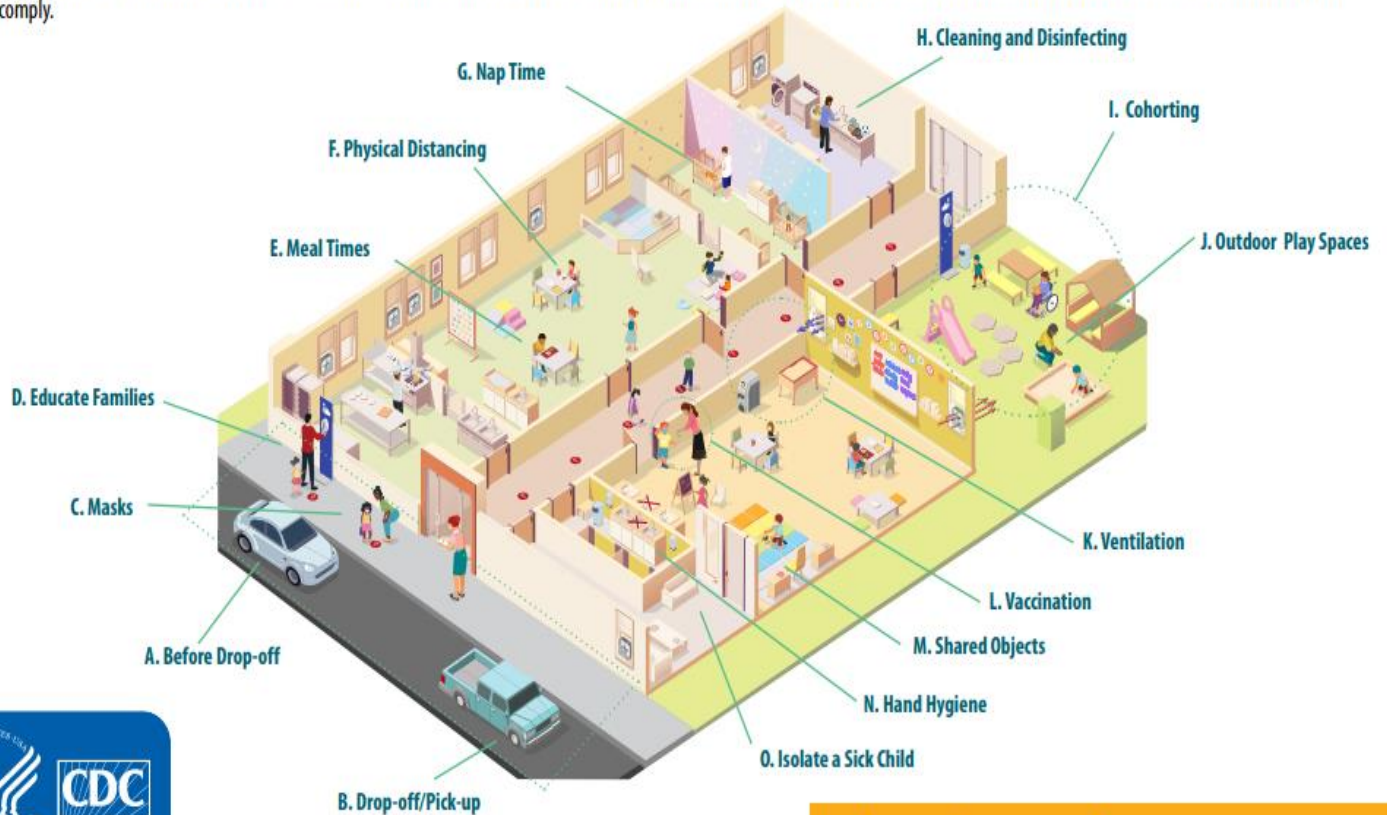 comply.
H. Cleaning and Disinfecting
G. Nap Time
I. Cohorting
F. Physical Distancing
E. Meal Times
J. Outdoor Play Spaces
D. Educate Families
C. Masks
K. Ventilation
L. Vaccination
A. Before Drop-off
M. Shared Objects
N. Hand Hygiene
O. Isolate a Sick Child
CDC
B. Drop-off/Pick-up